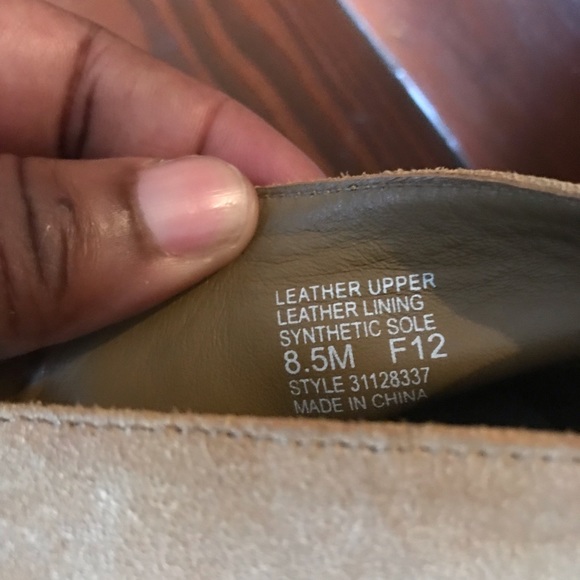 LEATHER UPPER
LEATHER LINING
SYNTHETIC SOLE
8.5M F12
STYLE 31128337
MADE IN CHINA